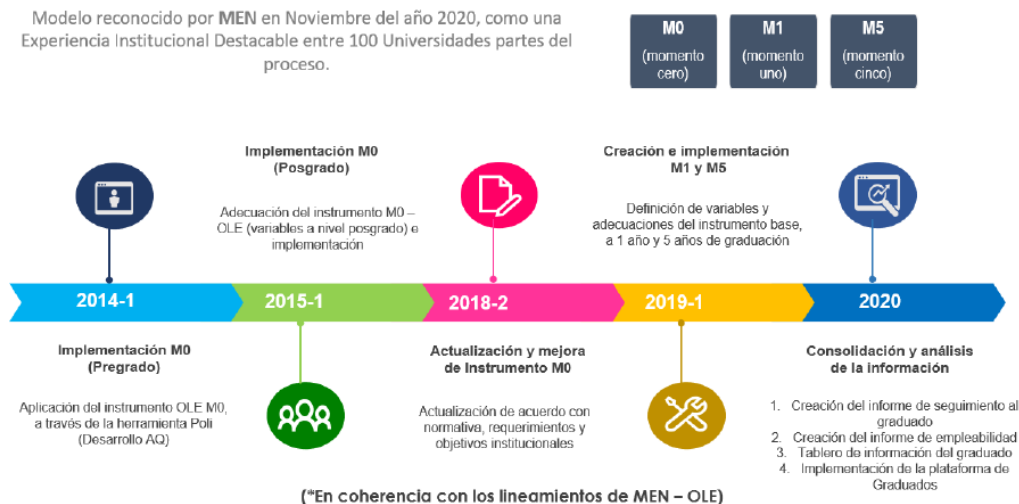 Modelo reconocido por MEN en Noviembre del año 2020, como una
Experiencia Institucional Destacable entre 100 Universidades partes del
proceso.
M0
(momento
cero)
M1
(momento
uno)
M5
(momento
cinco)
Implementación M0
(Posgrado)
Adecuación del instrumento M0 –
OLE (variables a nivel posgrado) e
implementación
Creación e implementación
M1 y M5
Definición de variables y
adecuaciones del instrumento base,
a 1 año y 5 años de graduación
2014-1
2015-1
2018-2
2019-1
2020
Implementación M0
(Pregrado)
Aplicación del instrumento OLE M0,
a través de la herramienta Poli
(Desarrollo AQ)
Actualización y mejora
de Instrumento M0
Actualización de acuerdo con
normativa, requerimientos y
objetivos institucionales
Consolidación y análisis
de la información
1. Creación del informe de seguimiento al
graduado
2. Creación del informe de empleabilidad
3. Tablero de información del graduado
4. Implementación de la plataforma de
Graduados
(*En coherencia con los lineamientos de MEN – OLE)